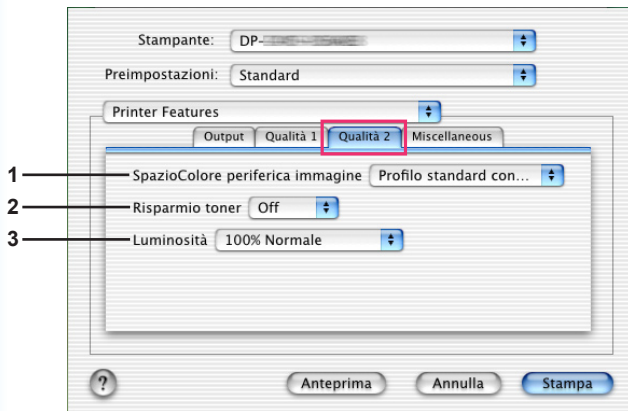 Stampante: DP-
Preimpostazioni: Standard
Printer Features
Output Qualità 1 Qualità 2 Miscellaneous
1 SpazioColore periferica immagine Profilo standard con...
2 Risparmio toner Off
3 Luminosità 100% Normale
? Anteprima Annulla Stampa